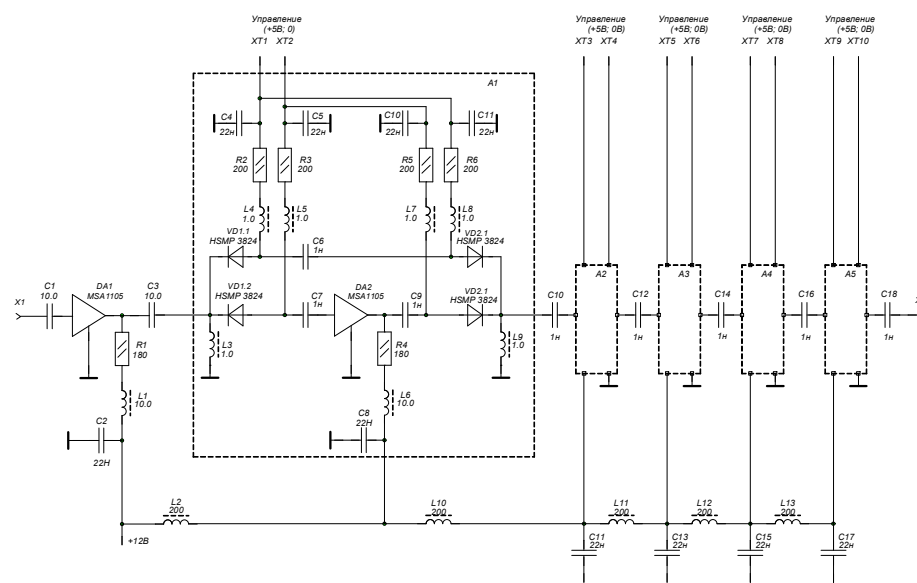 Управление Управление Управление Управление Управление
(+5В; 0) (+5В; 0В) (+5В; 0В) (+5В; 0В) (+5В; 0В)
XT1 XT2 XT3 XT4 XT5 XT6 XT7 XT8 XT9 XT10
A1
C4 22н C5 22н C10 22н C11 22н
R2 200 R3 200 R5 200 R6 200
L4 1.0 L5 1.0 L7 1.0 L8 1.0
VD1.1 HSMP 3824 C6 1н VD2.1 HSMP 3824
A2 A3 A4 A5
X1 C1 10.0 DA1 MSA1105 C3 10.0
VD1.2 HSMP 3824 C7 1н DA2 MSA1105 C9 1н VD2.1 HSMP 3824
C10 1н C12 1н C14 1н C16 1н C18 1н
R1 180 L3 1.0 R4 180 L9 1.0
L1 10.0 L6 10.0
C2 22Н C8 22Н
L2 200 L10 200 L11 200 L12 200 L13 200
+12В
C11 22н C13 22н C15 22н C17 22н